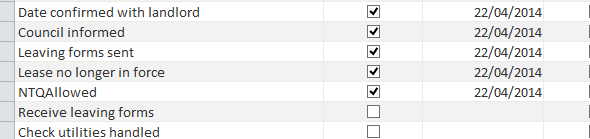 Date confirmed with landlord 22/04/2014
Council informed 22/04/2014
Leaving forms sent 22/04/2014
Lease no longer in force 22/04/2014
NTQAllowed 22/04/2014
Receive leaving forms
Check utilities handled